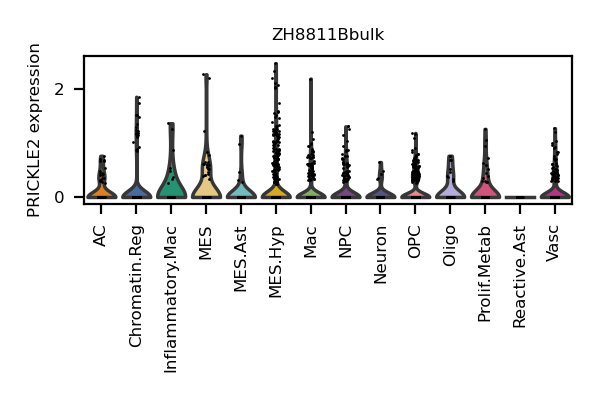 ZH8811Bbulk
PRICKLE2 expression
2
0
AC
Chromatin.Reg
Inflammatory.Mac
MES
MES.Ast
MES.Hyp
Mac
NPC
Neuron
OPC
Oligo
Prolif.Metab
Reactive.Ast
Vasc